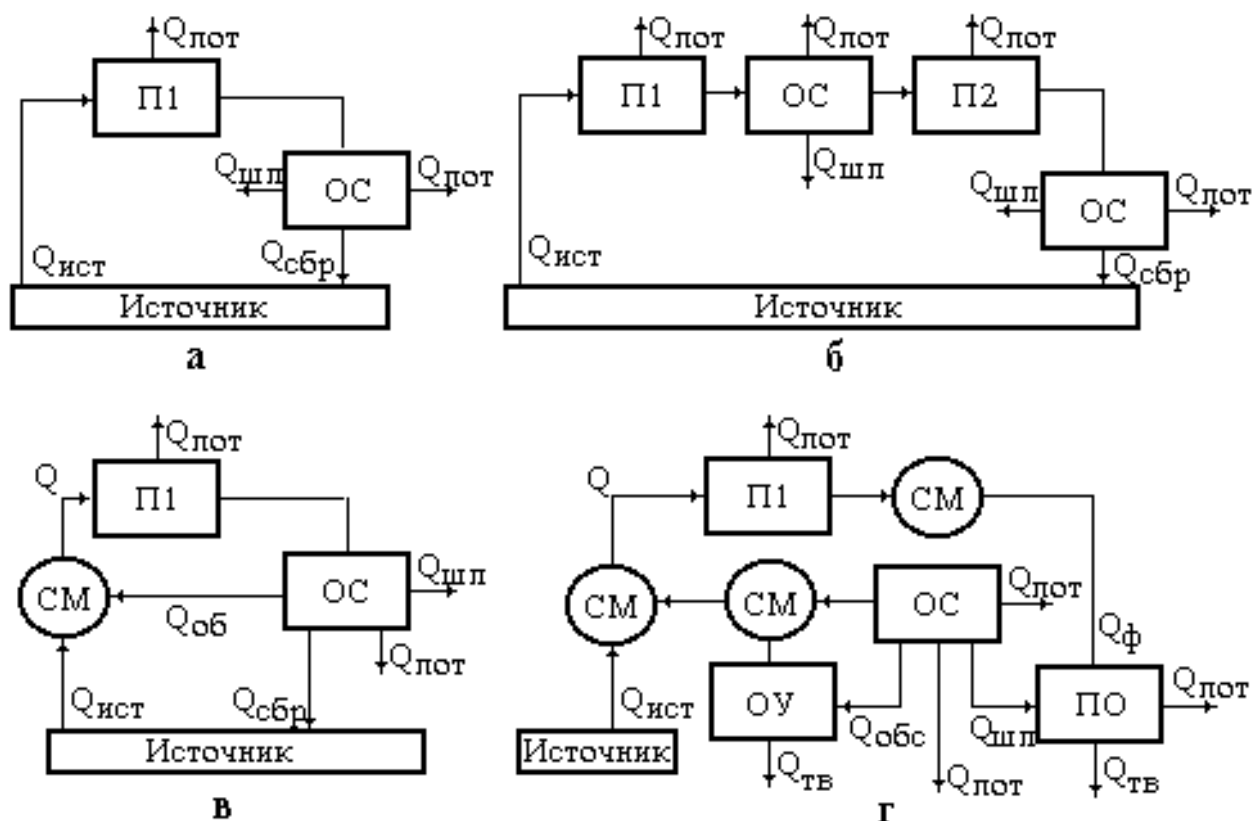 Qпот
П1
Qшл
ОС
Qпот
Qист
Qсбр
Источник
а
Qпот
Qпот
Qпот
П1
ОС
П2
Qшл
Qшл
ОС
Qпот
Qист
Qсбр
Источник
б
Qпот
Q
П1
СМ
ОС
Qшл
Qоб
Qпот
Qист
Qсбр
Источник
в
Qпот
Q
П1
СМ
СМ
СМ
ОС
Qпот
Qф
Qист
ОУ
Qобс
Qшл
ПО
Qпот
Источник
Qтв
Qпот
Qтв
г